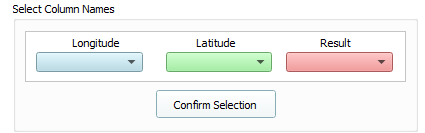 Select Column Names
Longitude Latitude Result
Confirm Selection